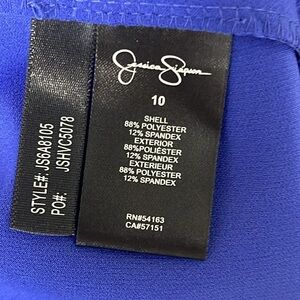 STYLE#: JS6A8105
PO#: JSHVC5078
Jessica Simpson
10
SHELL
88% POLYESTER
12% SPANDEX
EXTERIOR
88%POLIÉSTER
12% SPANDEX
EXTERIEUR
88% POLYESTER
12% SPANDEX
RN#54163
CA#57151